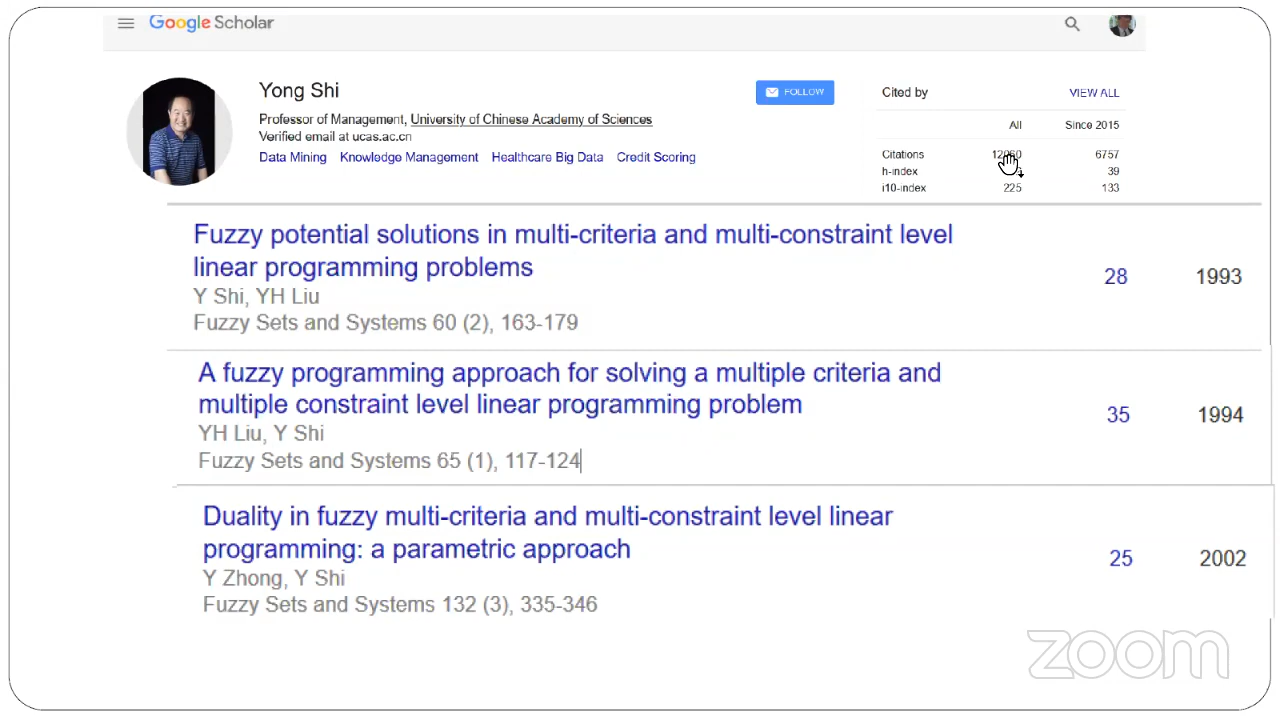 Google Scholar
Yong Shi
FOLLOW
Professor of Management, University of Chinese Academy of Sciences
Verified email at ucas.ac.cn
Data Mining Knowledge Management Healthcare Big Data Credit Scoring
Cited by VIEW ALL
All Since 2015
Citations 6757
h-index 39
i10-index 225 133
Fuzzy potential solutions in multi-criteria and multi-constraint level
linear programming problems
Y Shi, YH Liu
Fuzzy Sets and Systems 60 (2), 163-179
28 1993
A fuzzy programming approach for solving a multiple criteria and
multiple constraint level linear programming problem
YH Liu, Y Shi
Fuzzy Sets and Systems 65 (1), 117-124
35 1994
Duality in fuzzy multi-criteria and multi-constraint level linear
programming: a parametric approach
Y Zhong, Y Shi
Fuzzy Sets and Systems 132 (3), 335-346
25 2002
zoom